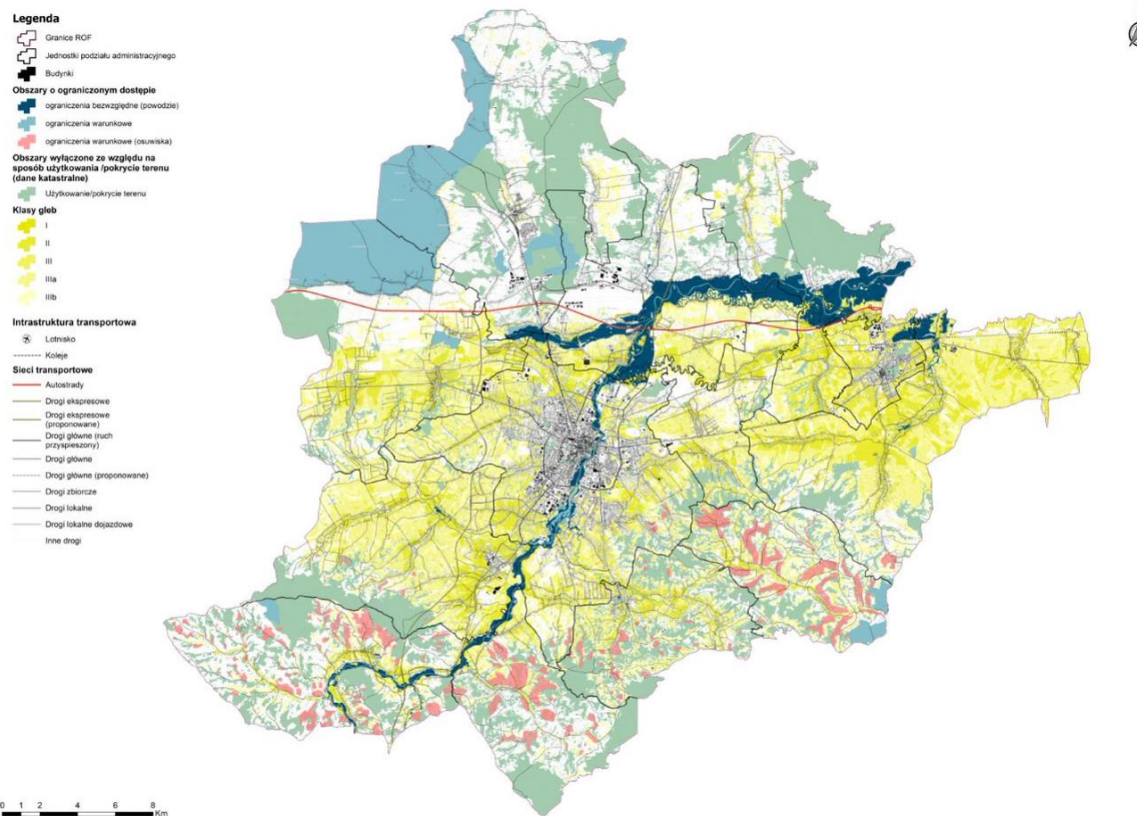 Legenda
Granice ROF
Jednostki podziału administracyjnego
Budynki
Obszary o ograniczonym dostępie
ograniczenia bezwzględne (powodzie)
ograniczenia warunkowe
ograniczenia warunkowe (osuwiska)
Obszary wyłączone ze względu na
sposób użytkowania /pokrycie terenu
(dane katastralne)
Użytkowanie/pokrycie terenu
Klasy gleb
I
II
III
IIIa
IIIb
Intrastruktura transportowa
Lotnisko
Koleje
Sieci transportowe
Autostrady
Drogi ekspresowe
Drogi ekspresowe
(proponowane)
Drogi główne (ruch
przyspieszony)
Drogi główne
Drogi główne (proponowane)
Drogi zbiorcze
Drogi lokalne
Drogi lokalne dojazdowe
Inne drogi
0 1 2 4 6 8
Km